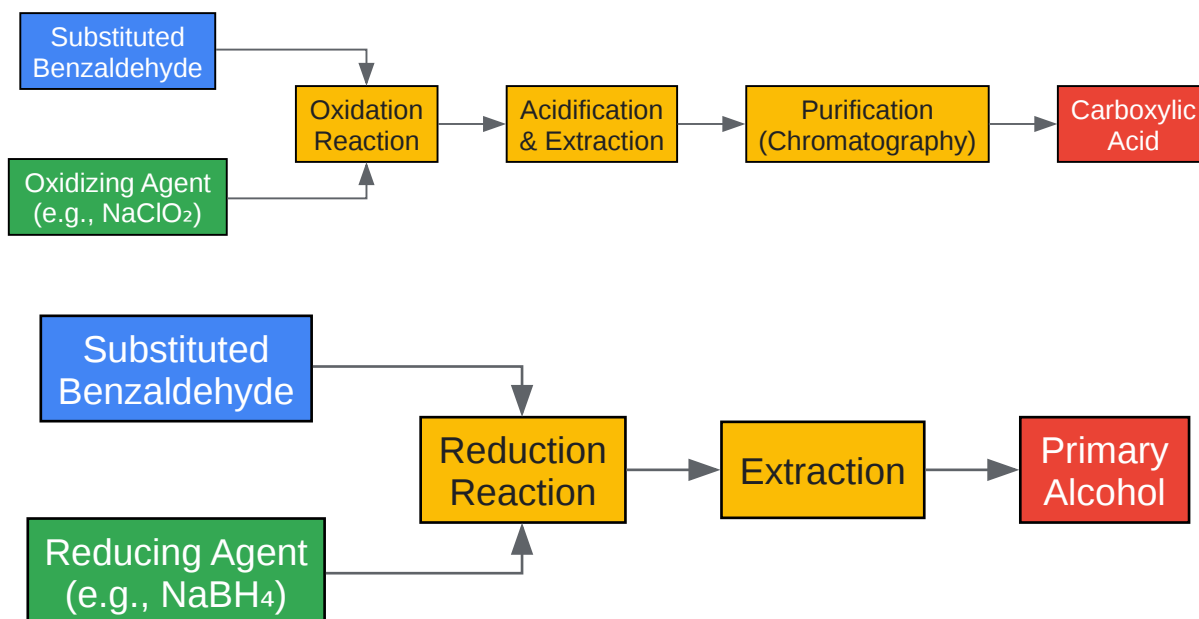 Substituted
Benzaldehyde
Oxidizing Agent
(e.g., NaClO₂)
Oxidation
Reaction
Acidification
& Extraction
Purification
(Chromatography)
Carboxylic
Acid
Substituted
Benzaldehyde
Reducing Agent
(e.g., NaBH₄)
Reduction
Reaction
Extraction
Primary
Alcohol